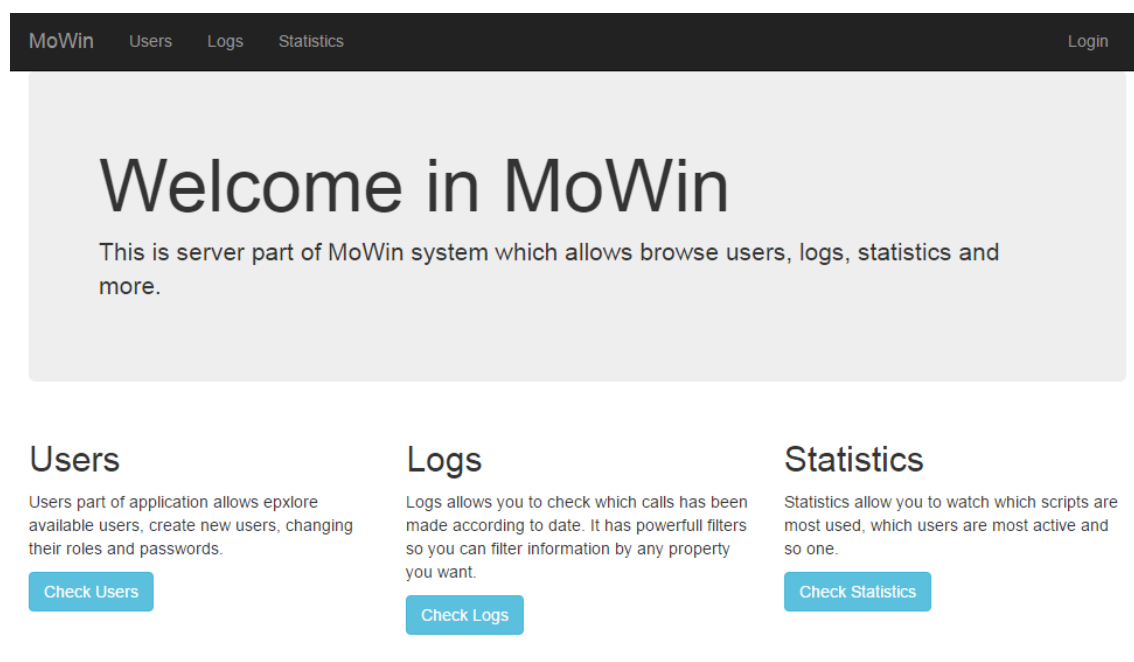 MoWin Users Logs Statistics Login
Welcome in MoWin
This is server part of MoWin system which allows browse users, logs, statistics and
more.
Users
Users part of application allows epxlore
available users, create new users, changing
their roles and passwords.
Check Users
Logs
Logs allows you to check which calls has been
made according to date. It has powerfull filters
so you can filter information by any property
you want.
Check Logs
Statistics
Statistics allow you to watch which scripts are
most used, which users are most active and
so one.
Check Statistics